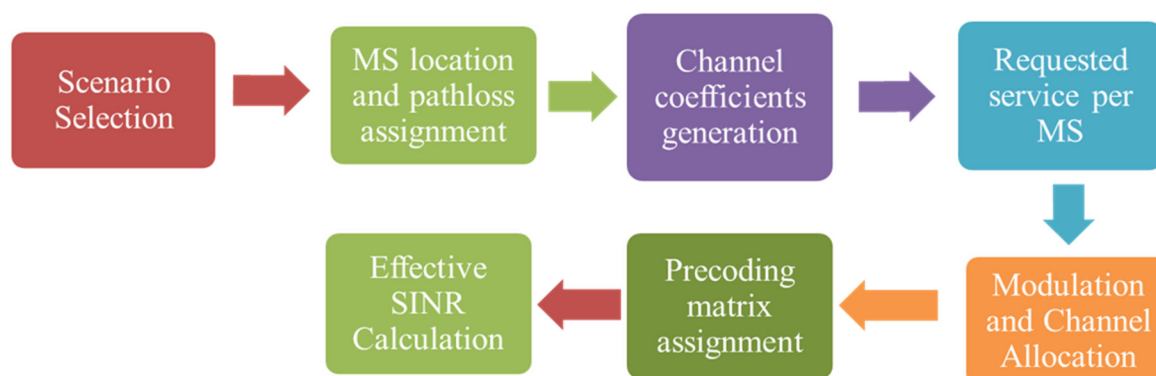 Scenario
Selection
MS location
and pathloss
assignment
Channel
coefficients
generation
Requested
service per
MS
Modulation
and Channel
Allocation
Precoding
matrix
assignment
Effective
SINR
Calculation